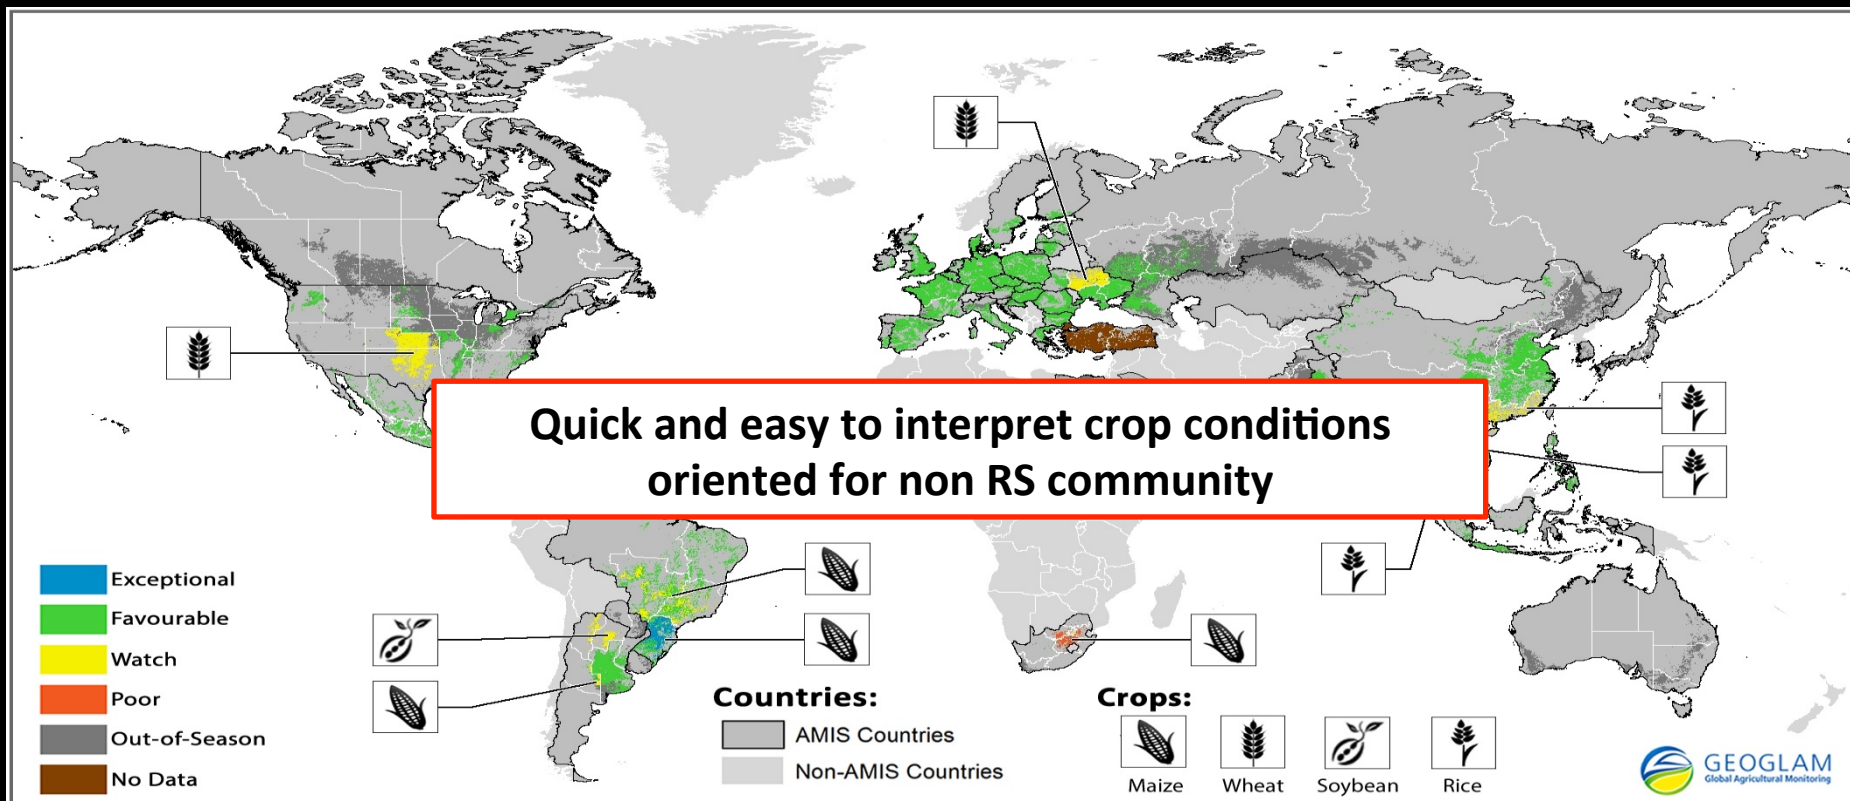 Quick and easy to interpret crop conditions
oriented for non RS community
Exceptional
Favourable
Watch
Poor
Out-of-Season
No Data
Countries:
AMIS Countries
Non-AMIS Countries
Crops:
Maize
Wheat
Soybean
Rice
GEOGLAM
Global Agricultural Monitoring